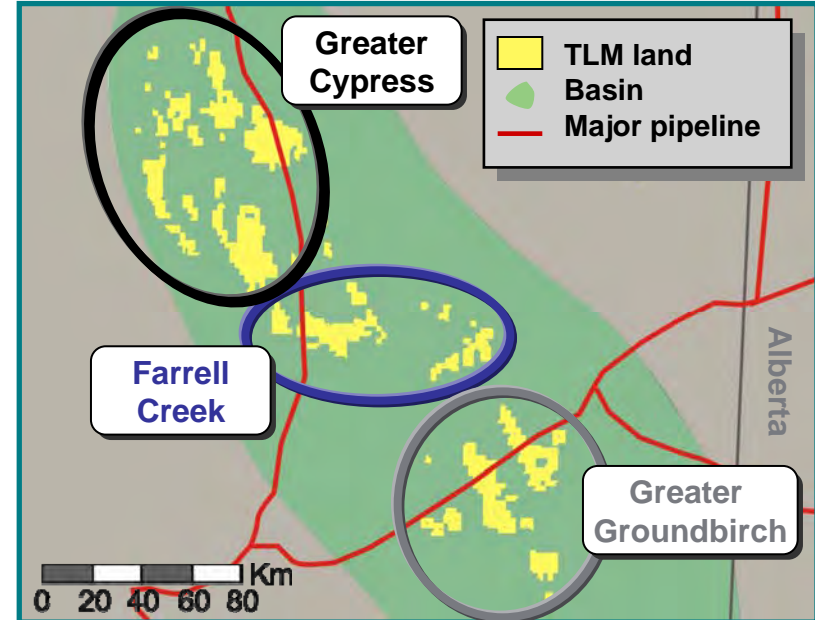 Greater
Cypress
TLM land
Basin
Major pipeline
Farrell
Creek
Alberta
Greater
Groundbirch
Km
0 20 40 60 80